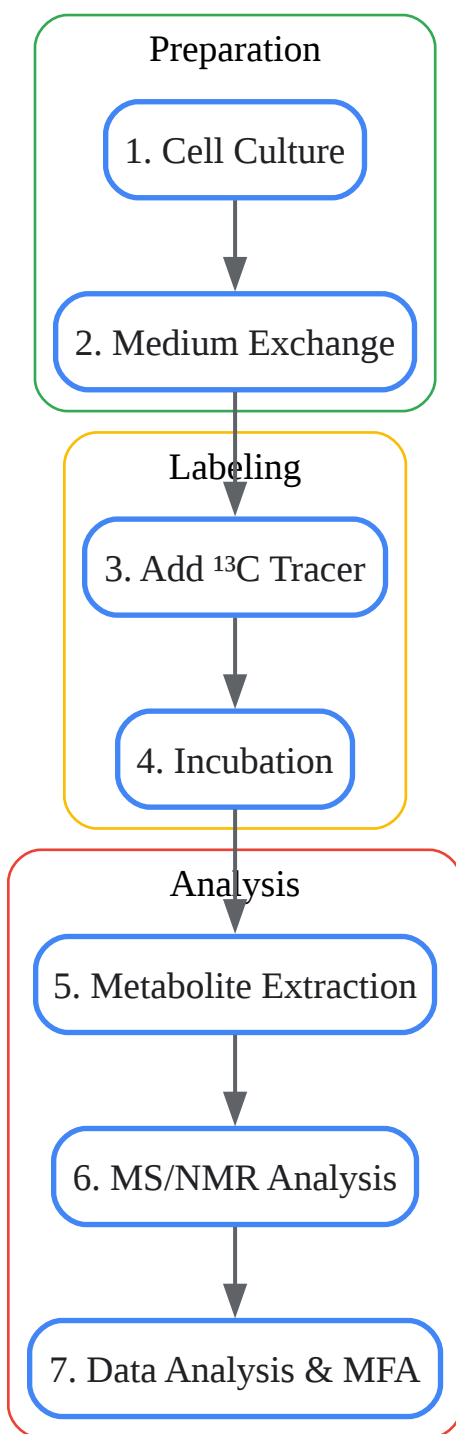 Preparation
1. Cell Culture
2. Medium Exchange
Labeling
3. Add ¹³C Tracer
4. Incubation
Analysis
5. Metabolite Extraction
6. MS/NMR Analysis
7. Data Analysis & MFA